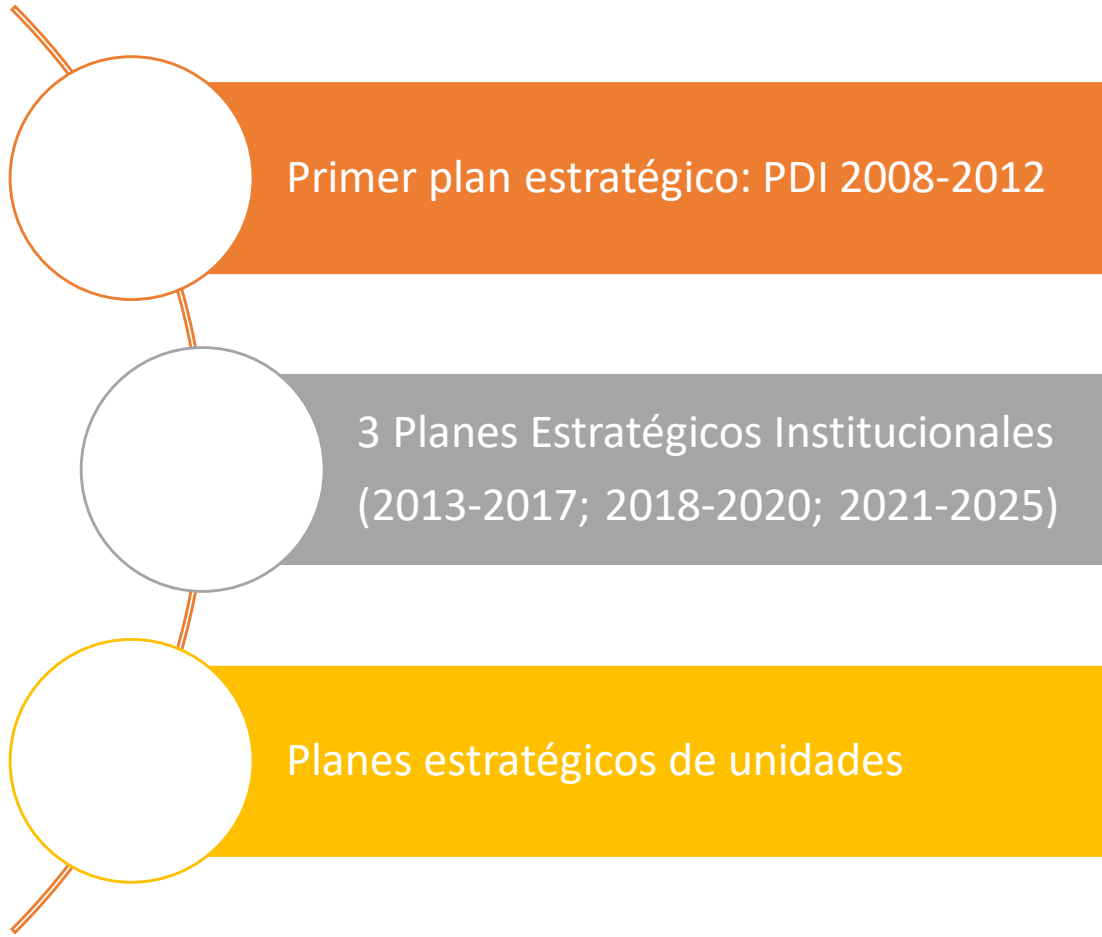 Primer plan estratégico: PDI 2008-2012
3 Planes Estratégicos Institucionales
(2013-2017; 2018-2020; 2021-2025)
Planes estratégicos de unidades